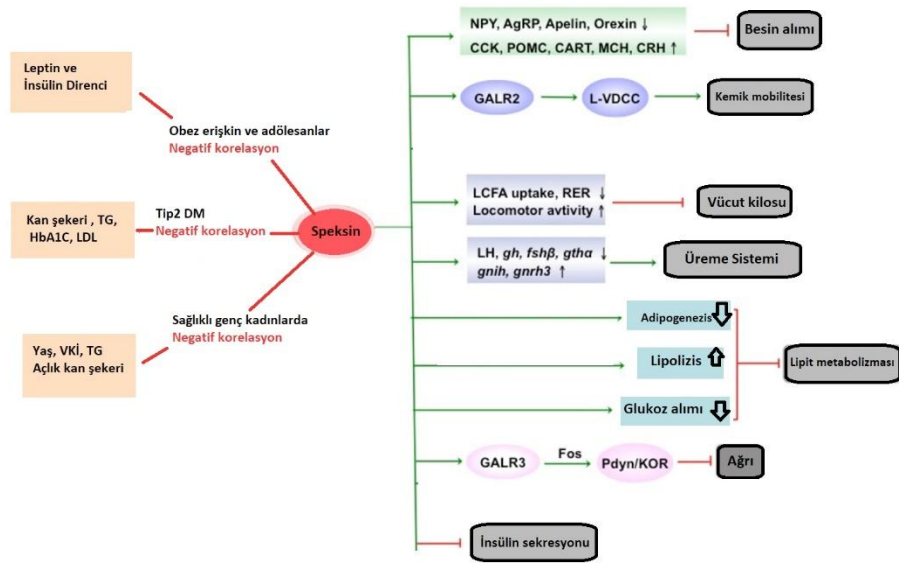 Leptin ve
İnsülin Direnci
Obez erişkin ve adölesanlar
Negatif korelasyon
Kan şekeri , TG,
HbA1C, LDL
Tip2 DM
Negatif korelasyon
Speksin
Sağlıklı genç kadınlarda
Negatif korelasyon
Yaş, VKİ, TG
Açlık kan şekeri
NPY, AgRP, Apelin, Orexin ↓
CCK, POMC, CART, MCH, CRH ↑
Besin alımı
GALR2
L-VDCC
Kemik mobilitesi
LCFA uptake, RER ↓
Locomotor avtivity ↑
Vücut kilosu
LH, gh, fshβ, gthα ↓
gnih, gnrh3 ↑
Üreme Sistemi
Adipogenezis
Lipolizis
Glukoz alımı
Lipit metabolizması
GALR3
Fos
Pdyn/KOR
Ağrı
İnsülin sekresyonu